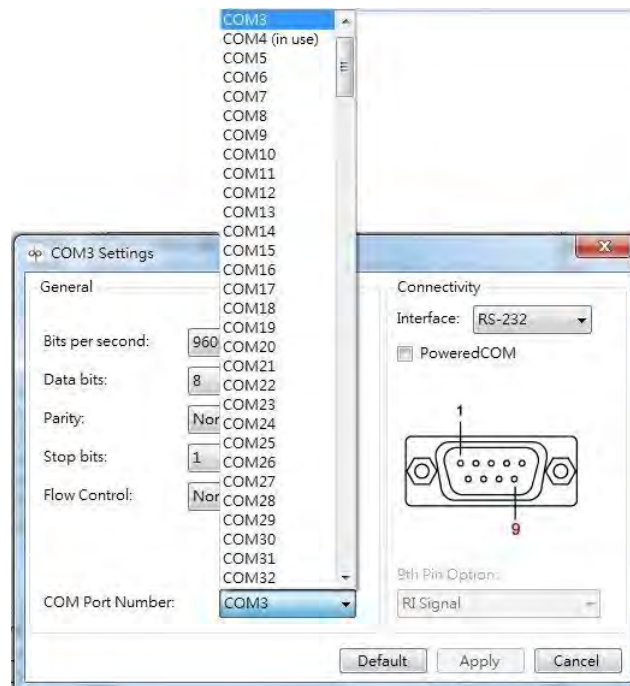 COM3
COM4 (in use)
COM5
COM6
COM7
COM8
COM9
COM10
COM11
COM12
COM13
COM14
COM15
COM16
COM17
COM18
COM19
COM20
COM21
COM22
COM23
COM24
COM25
COM26
COM27
COM28
COM29
COM30
COM31
COM32
COM3 Settings
General
Bits per second:
960
Data bits:
8
Parity:
Nor
Stop bits:
1
Flow Control:
Nor
COM Port Number:
COM3
Connectivity
Interface:
RS-232
PoweredCOM
1
9
9th Pin Option:
RI Signal
Default
Apply
Cancel